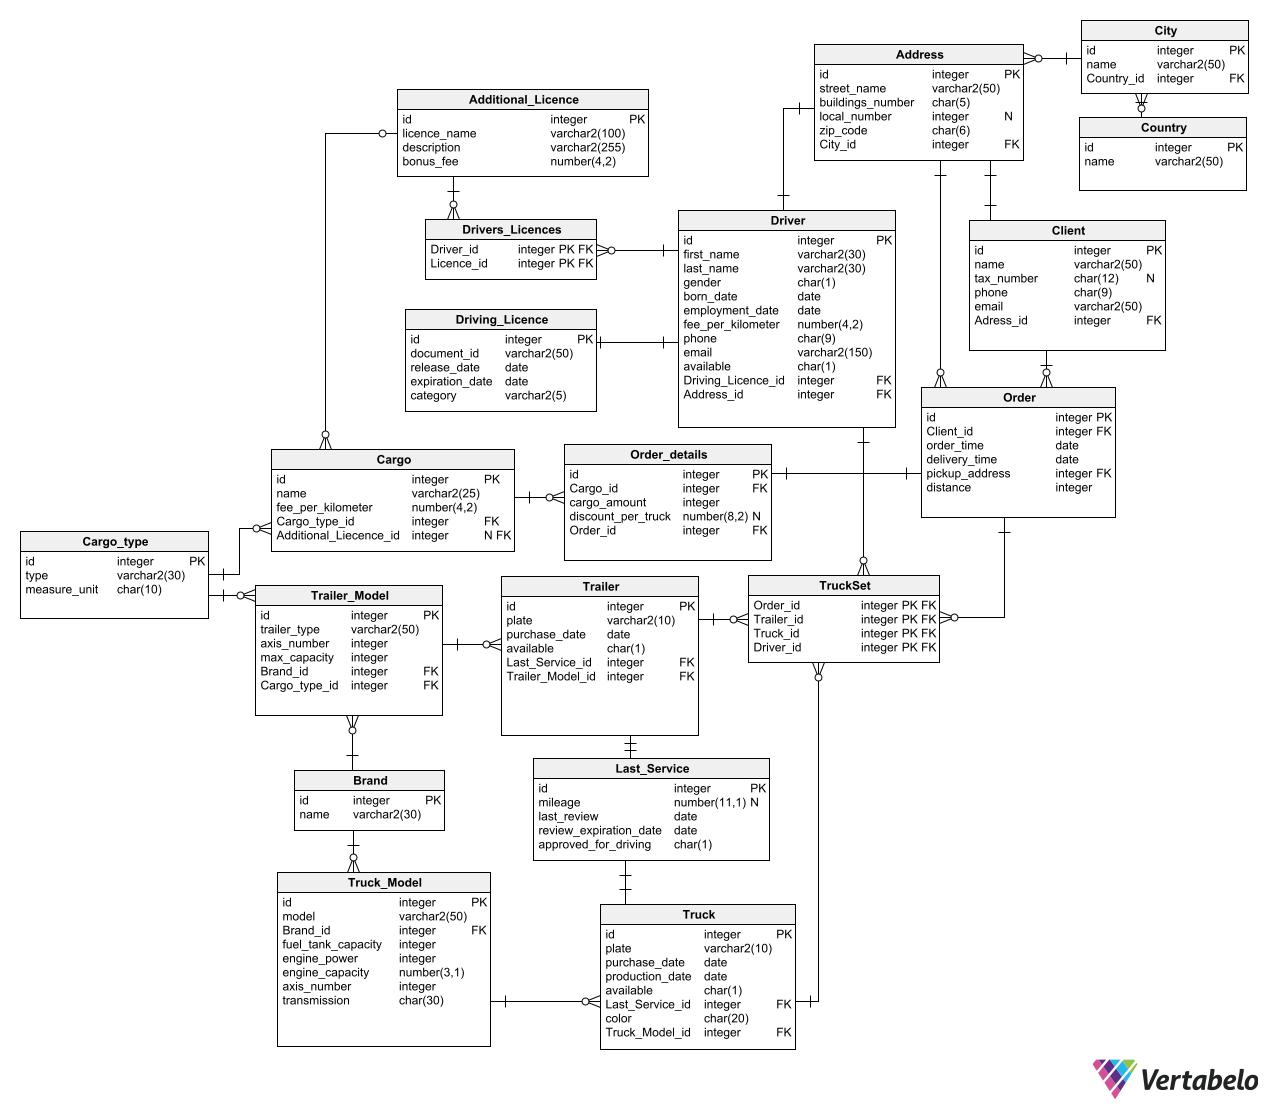 City
id integer PK
name varchar2(50)
Country_id integer FK
Address
id integer PK
street_name varchar2(50)
buildings_number char(5)
local_number integer N
zip_code char(6)
City_id integer FK
Country
id integer PK
name varchar2(50)
Additional_Licence
id integer PK
licence_name varchar2(100)
description varchar2(255)
bonus_fee number(4,2)
Drivers_Licences
Driver_id integer PK FK
Licence_id integer PK FK
Driver
id integer PK
first_name varchar2(30)
last_name varchar2(30)
gender char(1)
born_date date
employment_date date
fee_per_kilometer number(4,2)
phone char(9)
email varchar2(150)
available char(1)
Driving_Licence_id integer FK
Address_id integer FK
Client
id integer PK
name varchar2(50)
tax_number char(12) N
phone char(9)
email varchar2(50)
Adress_id integer FK
Driving_Licence
id integer PK
document_id varchar2(50)
release_date date
expiration_date date
category varchar2(5)
Order
id integer PK
Client_id integer FK
order_time date
delivery_time date
pickup_address integer FK
distance integer
Cargo
id integer PK
name varchar2(25)
fee_per_kilometer number(4,2)
Cargo_type_id integer FK
Additional_Liecence_id integer N FK
Order_details
id integer PK
Cargo_id integer FK
cargo_amount integer
discount_per_truck number(8,2) N
Order_id integer FK
Cargo_type
id integer PK
type varchar2(30)
measure_unit char(10)
Trailer_Model
id integer PK
trailer_type varchar2(50)
axis_number integer
max_capacity integer
Brand_id integer FK
Cargo_type_id integer FK
Trailer
id integer PK
plate varchar2(10)
purchase_date date
available char(1)
Last_Service_id integer FK
Trailer_Model_id integer FK
TruckSet
Order_id integer PK FK
Trailer_id integer PK FK
Truck_id integer PK FK
Driver_id integer PK FK
Brand
id integer PK
name varchar2(30)
Last_Service
id integer PK
mileage number(11,1) N
last_review date
review_expiration_date date
approved_for_driving char(1)
Truck_Model
id integer PK
model varchar2(50)
Brand_id integer FK
fuel_tank_capacity integer
engine_power integer
engine_capacity number(3,1)
axis_number integer
transmission char(30)
Truck
id integer PK
plate varchar2(10)
purchase_date date
production_date date
available char(1)
Last_Service_id integer FK
color char(20)
Truck_Model_id integer FK
Vertabelo